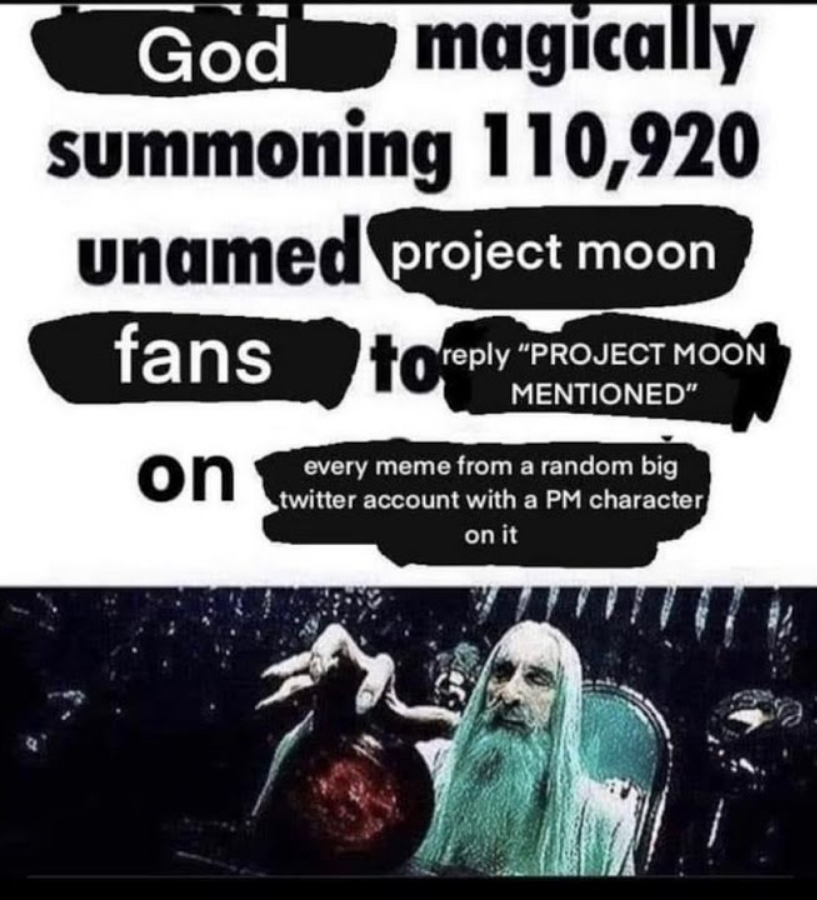 God magically
summoning 110,920
unamed project moon
fans to reply “PROJECT MOON
MENTIONED”
on every meme from a random big
twitter account with a PM character
on it